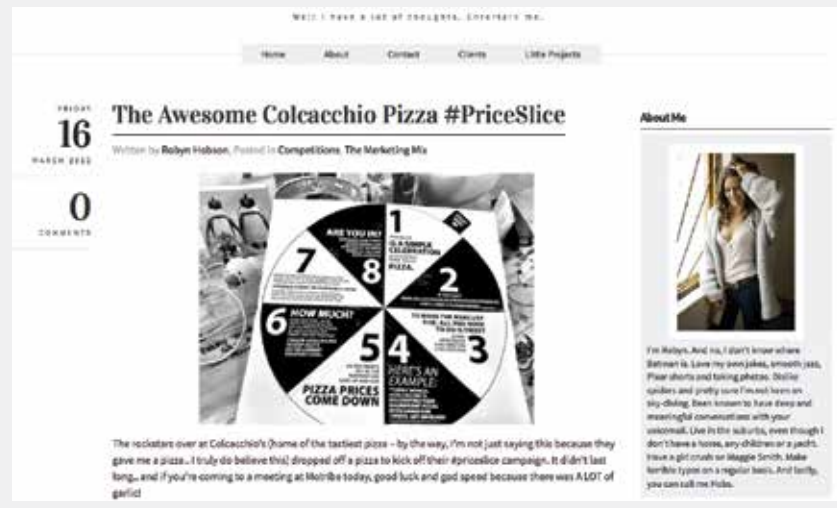 Well I have a lot of thoughts. Entertain me.
Home About Contact Clients Little Projects
FRIDAY
16
MARCH 2012
0
COMMENTS
The Awesome Colcacchio Pizza #PriceSlice
Written by Robyn Hobson, Posted in Competitions, The Marketing Mix
1
IS A SIMPLE
CELEBRATION
PIZZA.
2
3
4
HERE'S AN
EXAMPLE:
5
PIZZA PRICES
COME DOWN
6
HOW MUCH?
7
ARE YOU IN?
8
The rockstars over at Colcacchio's (home of the tastiest pizza – by the way, I'm not just saying this because they
gave me a pizza.. I truly do believe this) dropped off a pizza to kick off their #priceslice campaign. It didn't last
long.. and if you're coming to a meeting at Motribe today, good luck and god speed because there was A LOT of
garlic!
About Me
I'm Robyn. And no, I don't know where
Batman is. Love my own jokes, smooth jazz,
Pixar shorts and taking photos. Dislike
spiders and pretty sure I'm not keen on
sky-diving. Been known to have deep and
meaningful conversations with your
voicemail. Live in the suburbs, even though I
don't have a horse, any children or a yacht.
Have a girl crush on Maggie Smith. Make
terrible typos on a regular basis. And lastly,
you can call me Hobs.